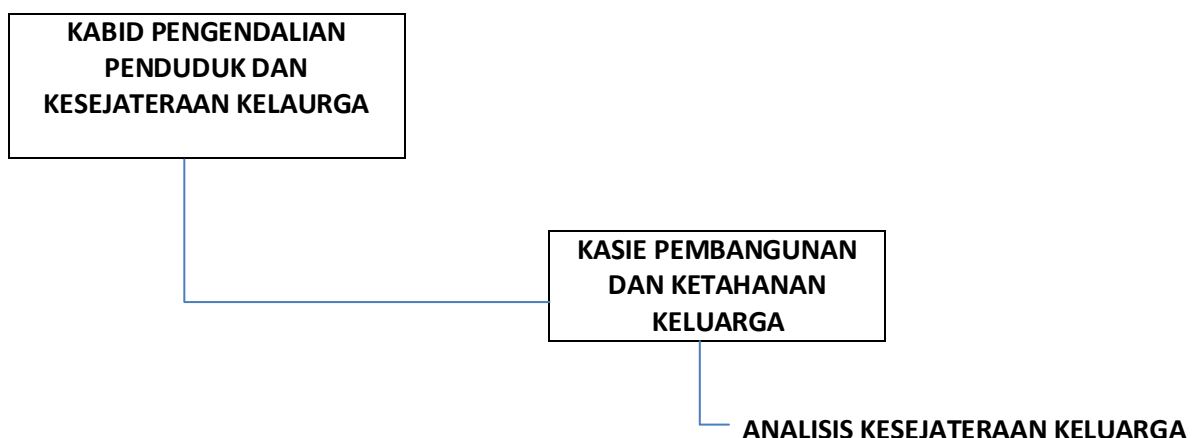 KABID PENGENDALIAN
PENDUDUK DAN
KESEJATERAAN KELAURGA
KASIE PEMBANGUNAN
DAN KETAHANAN
KELUARGA
ANALISIS KESEJATERAAN KELUARGA